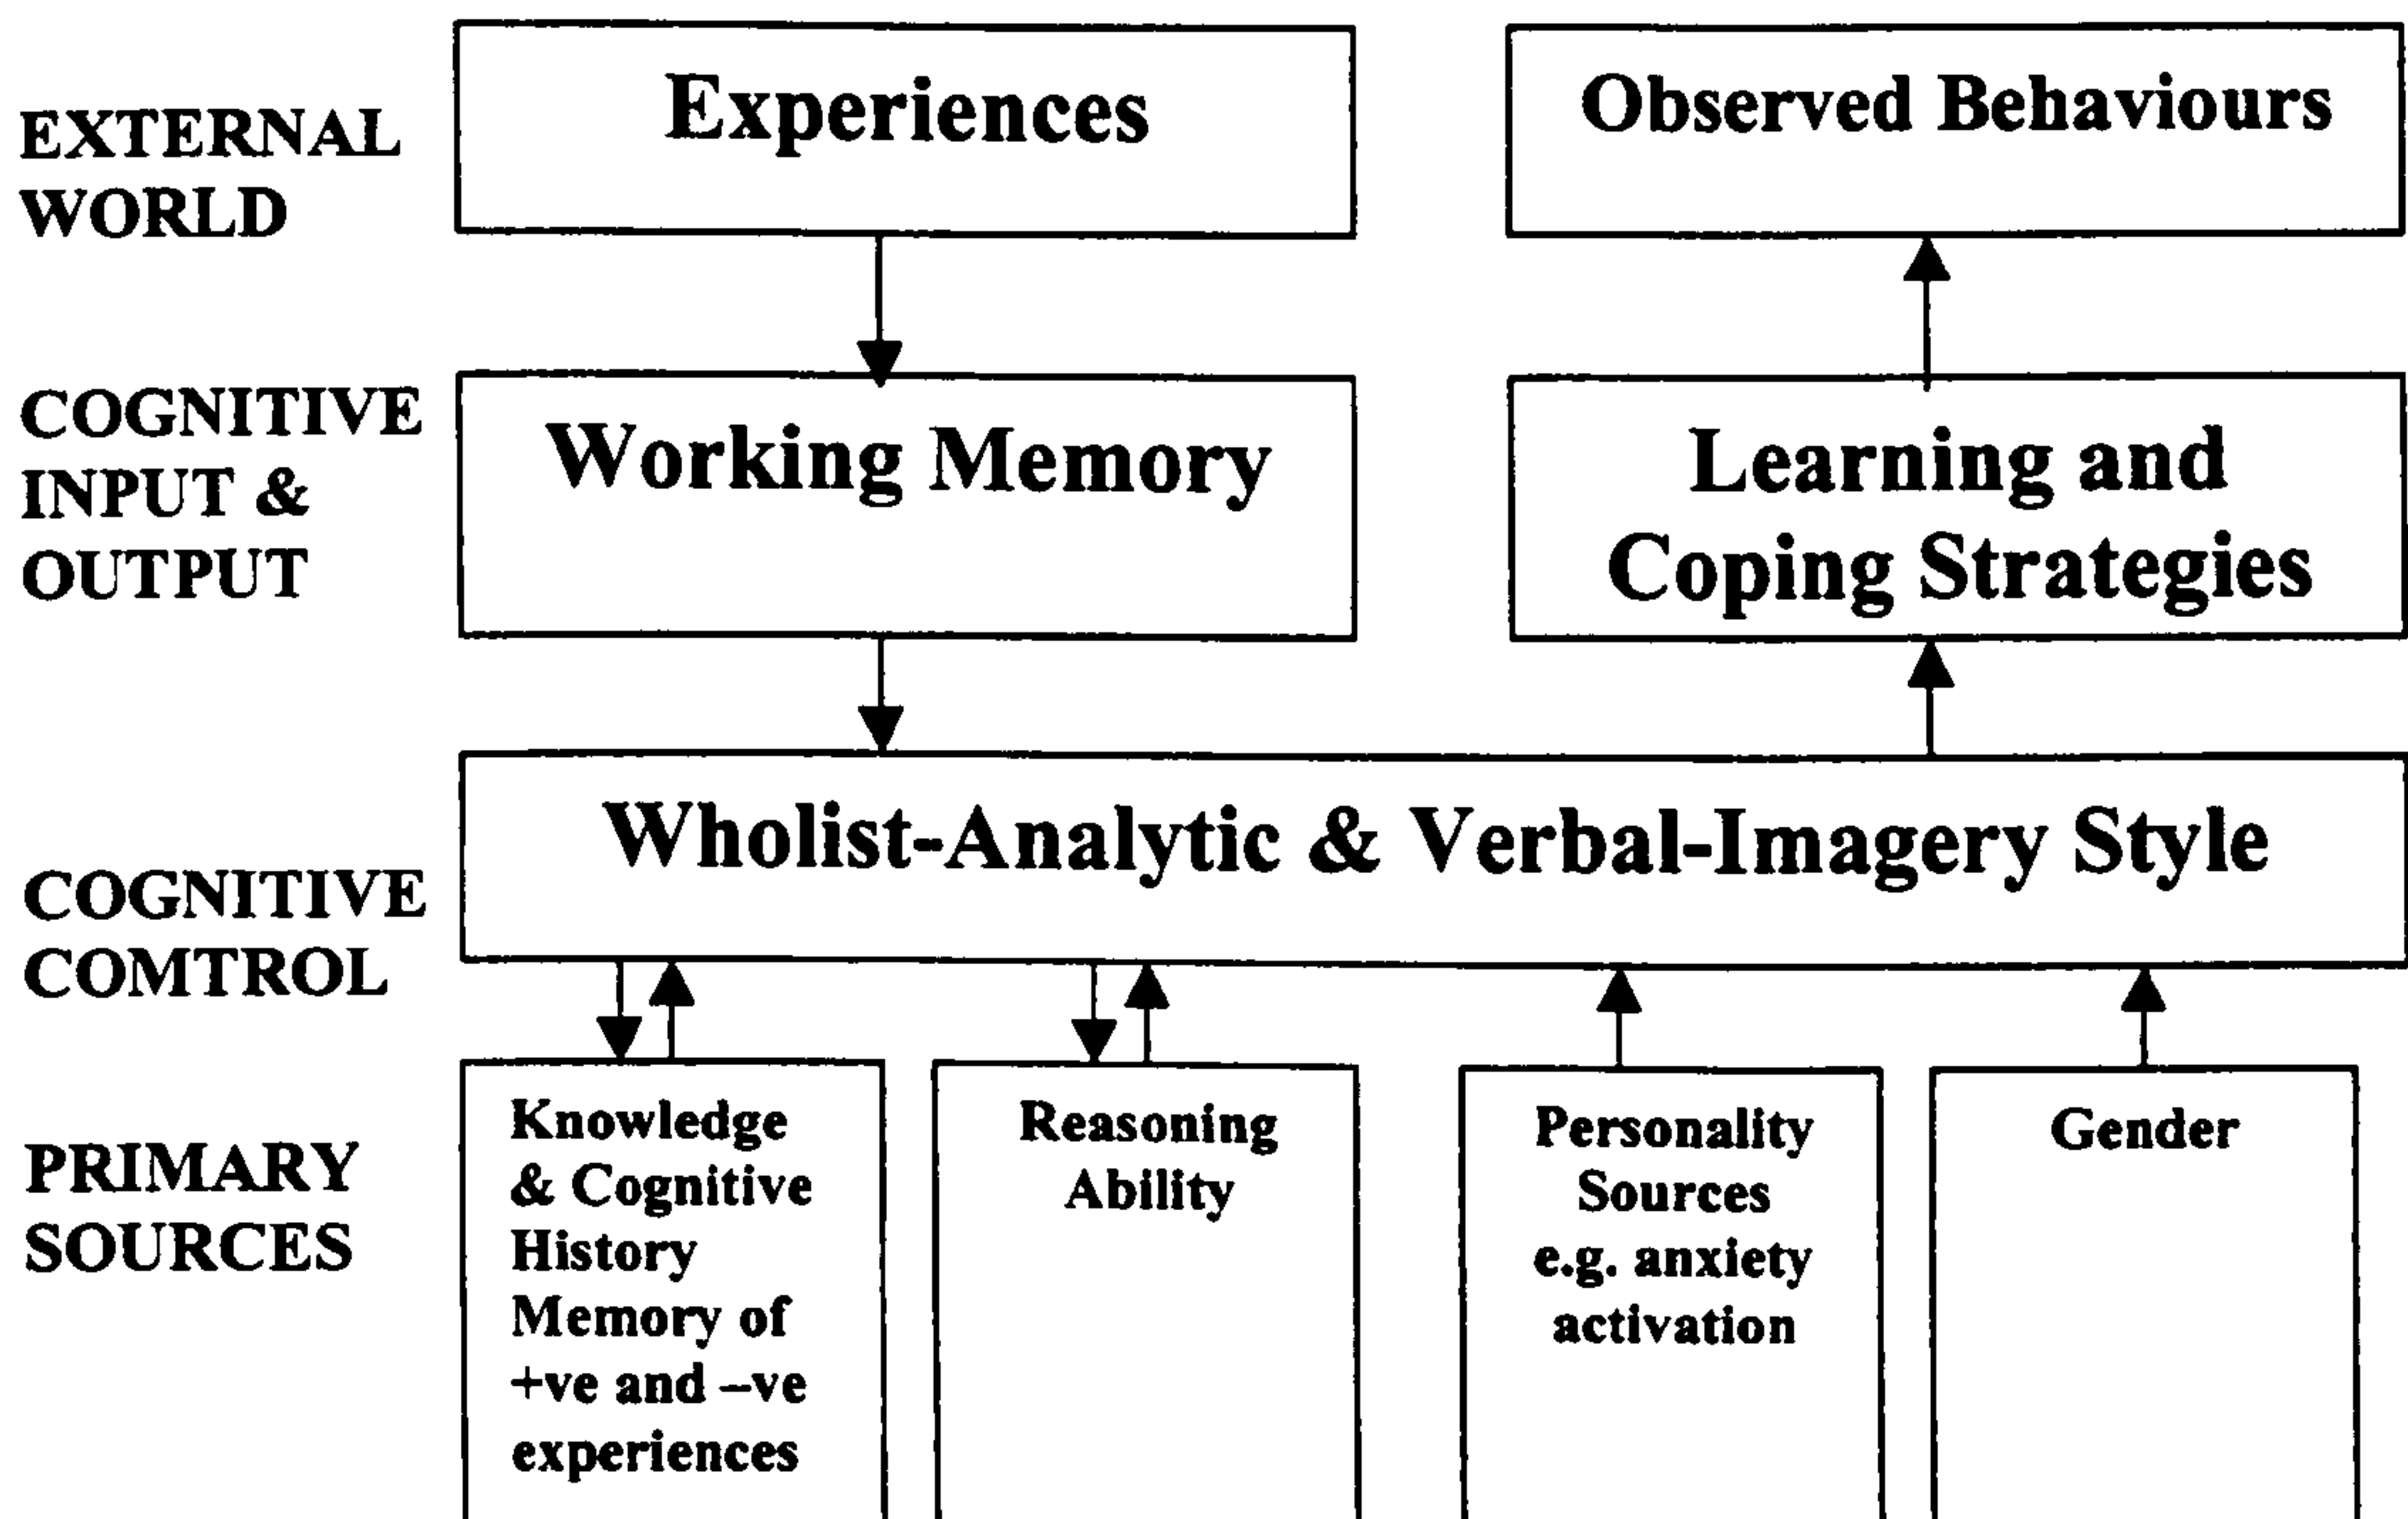 EXTERNAL
WORLD
Experiences
Observed Behaviours
COGNITIVE
INPUT &
OUTPUT
Working Memory
Learning and
Coping Strategies
COGNITIVE
COMTROL
Wholist-Analytic & Verbal-Imagery Style
PRIMARY
SOURCES
Knowledge
& Cognitive
History
Memory of
+ve and –ve
experiences
Reasoning
Ability
Personality
Sources
e.g. anxiety
activation
Gender